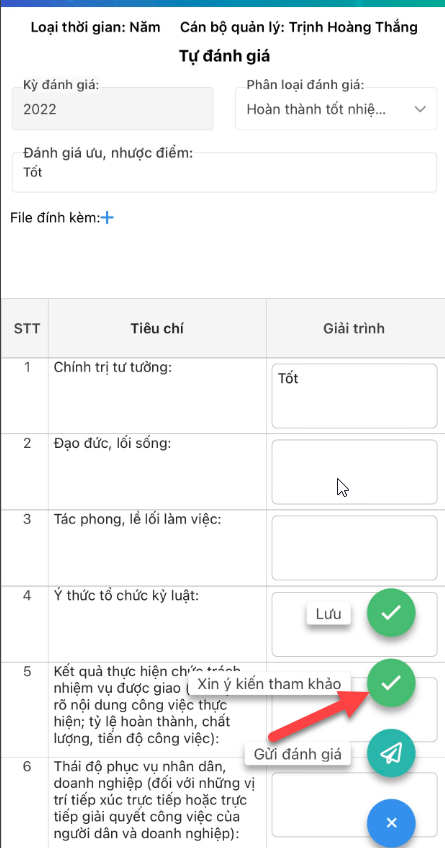 Loại thời gian: Năm Cán bộ quản lý: Trịnh Hoàng Thắng
Tự đánh giá
Kỳ đánh giá: Phân loại đánh giá:
2022 Hoàn thành tốt nhiệ...
Đánh giá ưu, nhược điểm:
Tốt
File đính kèm:
STT Tiêu chí Giải trình
1 Chính trị tư tưởng: Tốt
2 Đạo đức, lối sống:
3 Tác phong, lề lối làm việc:
4 Ý thức tổ chức kỷ luật:
Lưu
5 Kết quả thực hiện chức trách
nhiệm vụ được giao (
rõ nội dung công việc thực
hiện; tỷ lệ hoàn thành, chất
lượng, tiến độ công việc):
Xin ý kiến tham khảo
Gửi đánh giá
6 Thái độ phục vụ nhân dân,
doanh nghiệp (đối với những vị
trí tiếp xúc trực tiếp hoặc trực
tiếp giải quyết công việc của
người dân và doanh nghiệp):